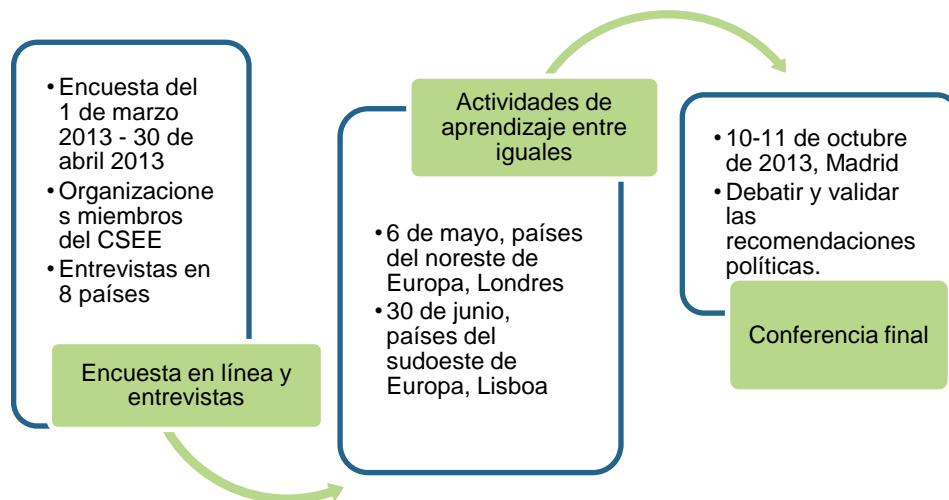 • Encuesta del
1 de marzo
2013 - 30 de
abril 2013
• Organizacione
s miembros
del CSEE
• Entrevistas en
8 países
Encuesta en línea y
entrevistas
Actividades de
aprendizaje entre
iguales
• 6 de mayo, países
del noreste de
Europa, Londres
• 30 de junio,
países del
sudoeste de
Europa, Lisboa
• 10-11 de octubre
de 2013, Madrid
• Debatir y validar
las
recomendaciones
políticas.
Conferencia final